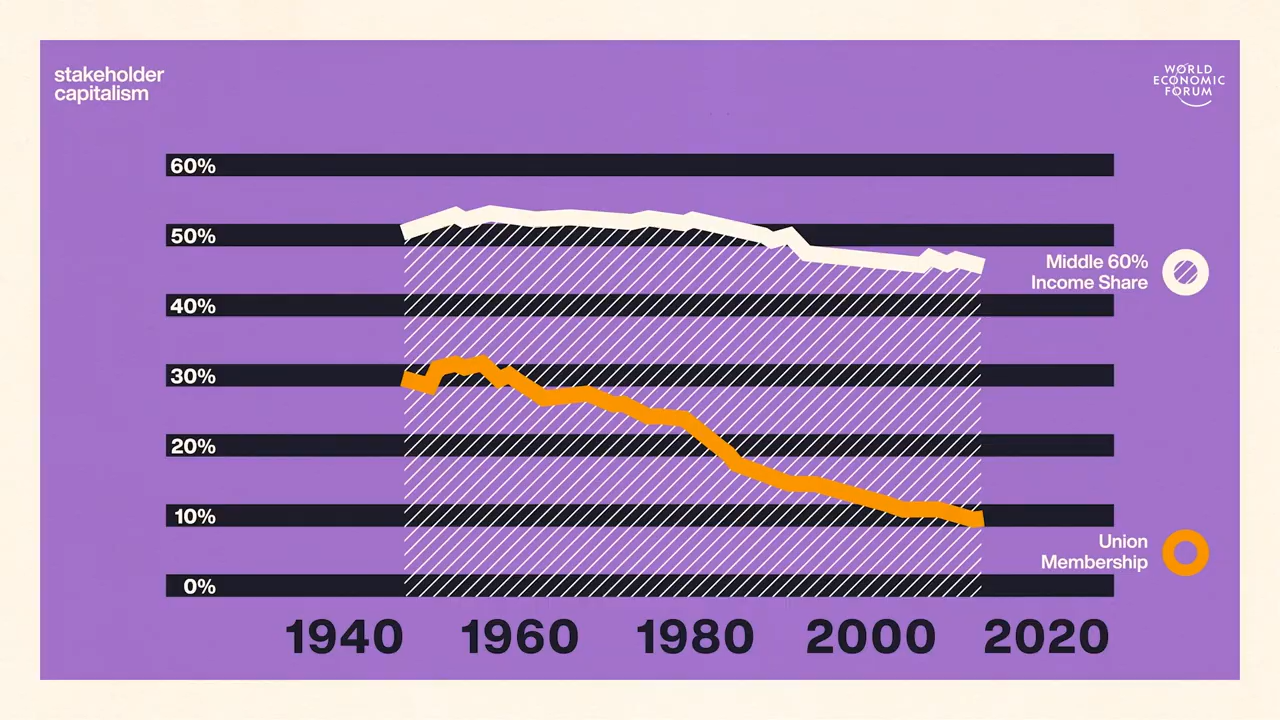 stakeholder
capitalism
WORLD
ECONOMIC
FORUM
60%
50%
40%
30%
20%
10%
0%
Middle 60%
Income Share
Union
Membership
1940 1960 1980 2000 2020